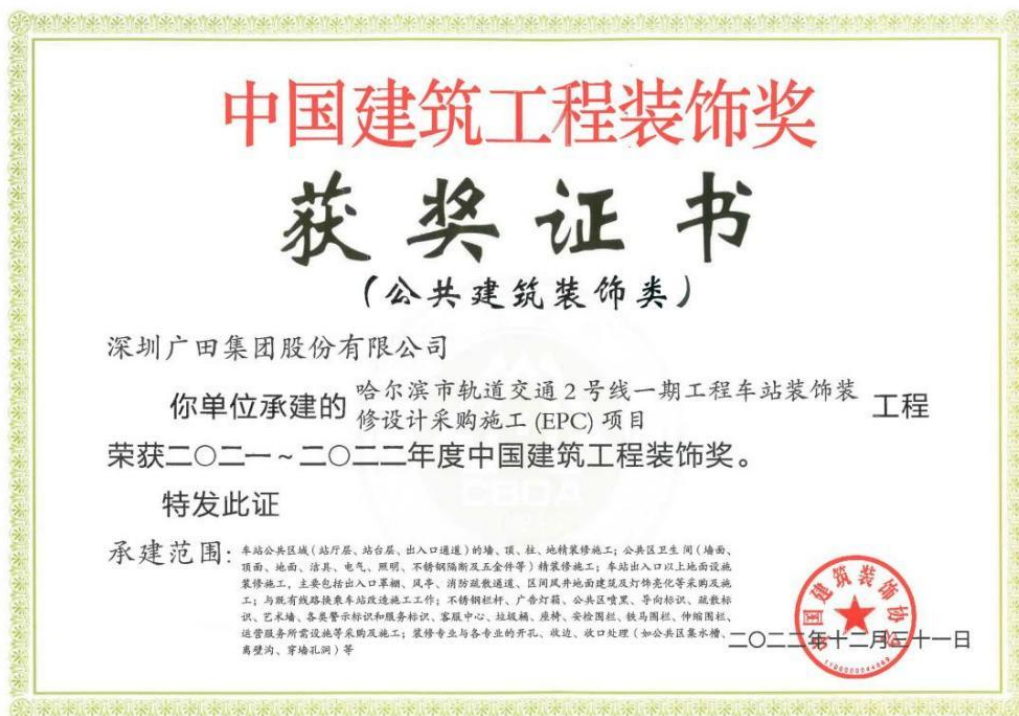 中国建筑工程装饰奖
获奖证书
(公共建筑装饰类)
深圳广田集团股份有限公司
你单位承建的 哈尔滨市轨道交通2号线一期工程车站装饰装
修设计采购施工(EPC)项目 工程
荣获二〇二一~二〇二二年度中国建筑工程装饰奖。
特发此证
承建范围: 车站公共区域(站厅层、站台层、出入口通道)的墙、顶、柱、地精装修施工;公共区卫生间(墙面、
顶面、地面、洁具、电气、照明、不锈钢隔断及五金件等)精装修施工;车站出入口以上地面设施
装修施工,主要包括出入口罩棚、风亭、消防疏散通道、区间风井地面建筑及灯饰亮化等采购及施
工;与既有线路换乘车站改造施工工作;不锈钢栏杆、广告灯箱、公共区喷黑、导向标识、疏散标
识、艺术墙、各类警示标识和服务标识、客服中心、垃圾桶、座椅、安检围栏、铁马围栏、伸缩围栏、
运营服务所需设施等采购及施工;装修专业与各专业的开孔、收边、收口处理(如公共区集水槽、
离壁沟、穿墙孔洞)等
二〇二二年十二月三十一日
中国建筑装饰协会
CBDA